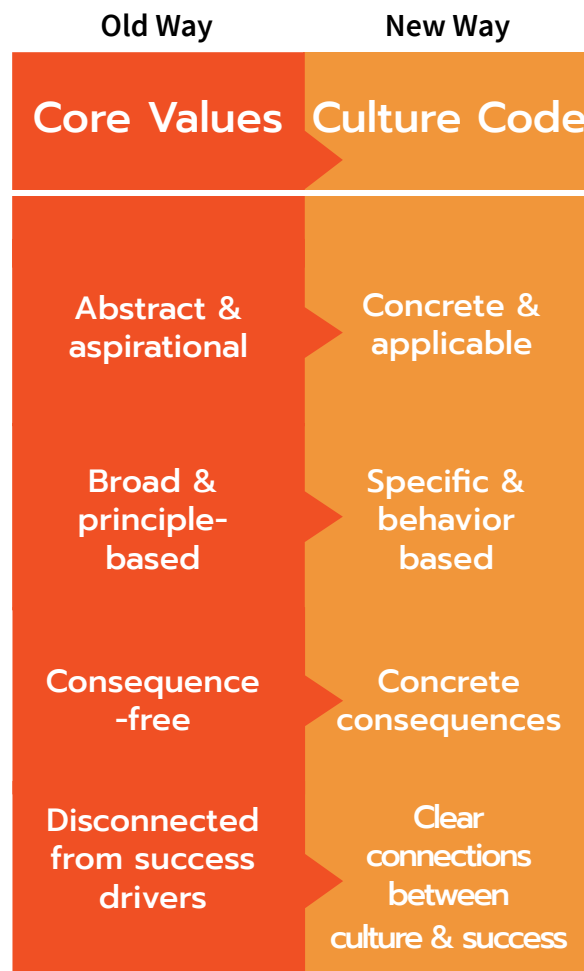 Old Way
New Way
Core Values
Culture Code
Abstract &
aspirational
Concrete &
applicable
Broad &
principle-
based
Specific &
behavior
based
Consequence
-free
Concrete
consequences
Disconnected
from success
drivers
Clear
connections
between
culture & success